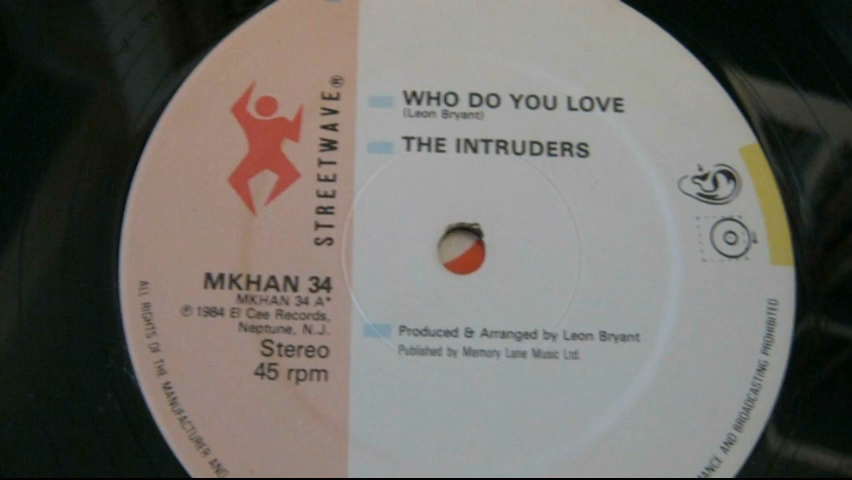 WHO DO YOU LOVE
(Leon Bryant)
THE INTRUDERS
STREETWAVE®
MKHAN 34
MKHAN 34 A*
℗ 1984 El Cee Records,
Neptune, N.J.
Stereo
45 rpm
Produced & Arranged by Leon Bryant
Published by Memory Lane Music Ltd.
ALL RIGHTS OF THE MANUFACTURER AND
ANCE AND BROADCASTING PROHIBITED